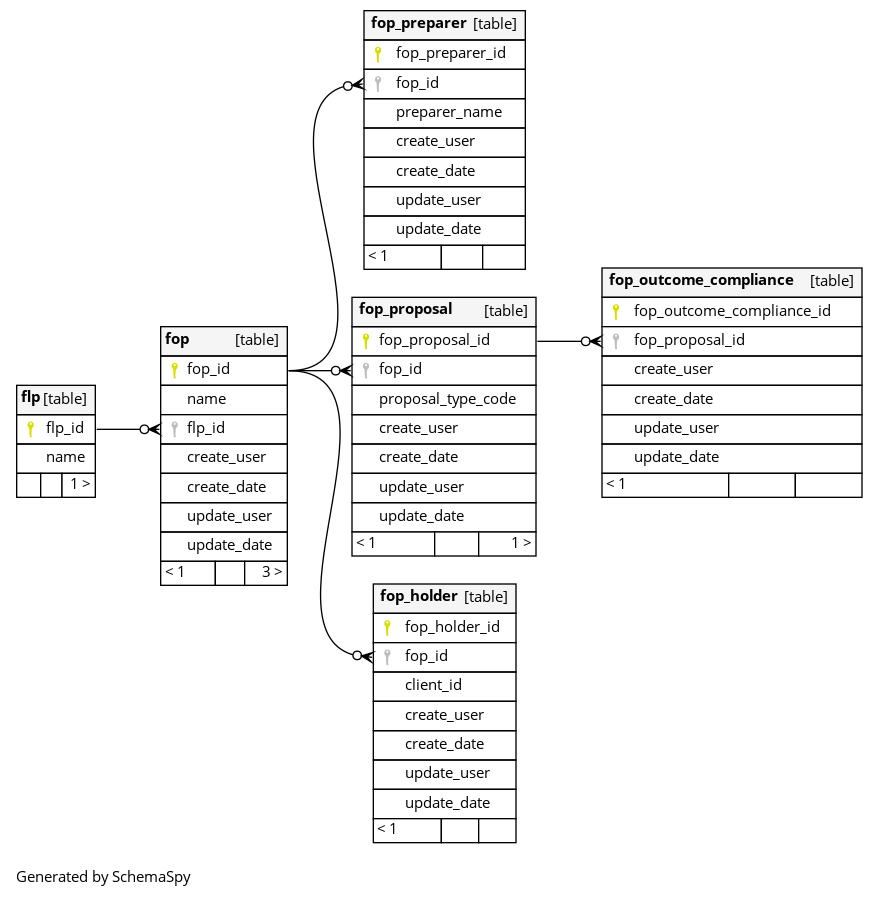 fop_preparer [table]
fop_preparer_id
fop_id
preparer_name
create_user
create_date
update_user
update_date
< 1
fop_outcome_compliance [table]
fop_outcome_compliance_id
fop_proposal_id
create_user
create_date
update_user
update_date
< 1
fop_proposal [table]
fop_proposal_id
fop_id
proposal_type_code
create_user
create_date
update_user
update_date
< 1 1 >
fop [table]
fop_id
name
flp_id
create_user
create_date
update_user
update_date
< 1 3 >
flp [table]
flp_id
name
1 >
fop_holder [table]
fop_holder_id
fop_id
client_id
create_user
create_date
update_user
update_date
< 1
Generated by SchemaSpy